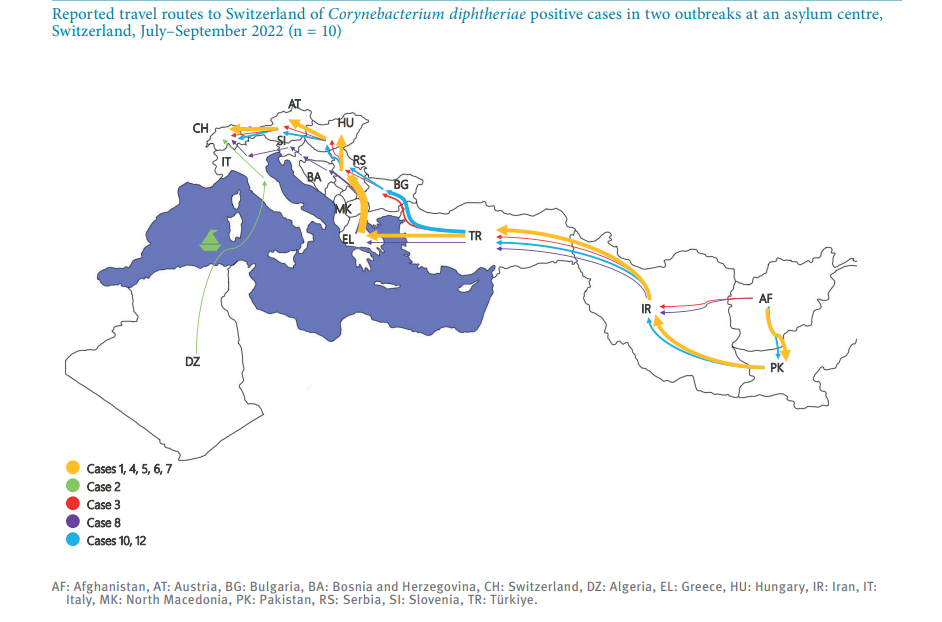 Reported travel routes to Switzerland of Corynebacterium diphtheriae positive cases in two outbreaks at an asylum centre,
Switzerland, July–September 2022 (n = 10)
AT
CH
HU
SI
IT
RS
BA
BG
MK
EL
TR
AF
IR
DZ
PK
Cases 1, 4, 5, 6, 7
Case 2
Case 3
Case 8
Cases 10, 12
AF: Afghanistan, AT: Austria, BG: Bulgaria, BA: Bosnia and Herzegovina, CH: Switzerland, DZ: Algeria, EL: Greece, HU: Hungary, IR: Iran, IT:
Italy, MK: North Macedonia, PK: Pakistan, RS: Serbia, SI: Slovenia, TR: Türkiye.